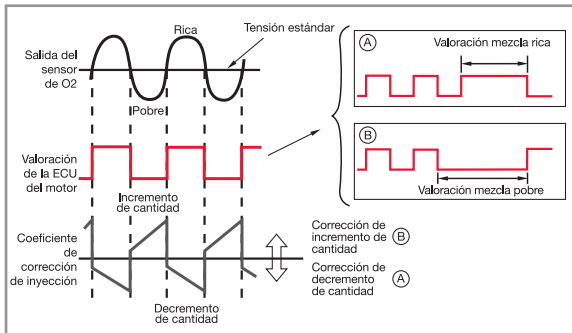 Rica
Tensión estándar
Salida del
sensor
de O2
Pobre
Valoración
de la ECU
del motor
Incremento
de cantidad
Coeficiente
de
corrección
de inyección
Decremento
de cantidad
Corrección de
incremento de
cantidad
B
Corrección de
decremento
de cantidad
A
A
Valoración mezcla rica
B
Valoración mezcla pobre